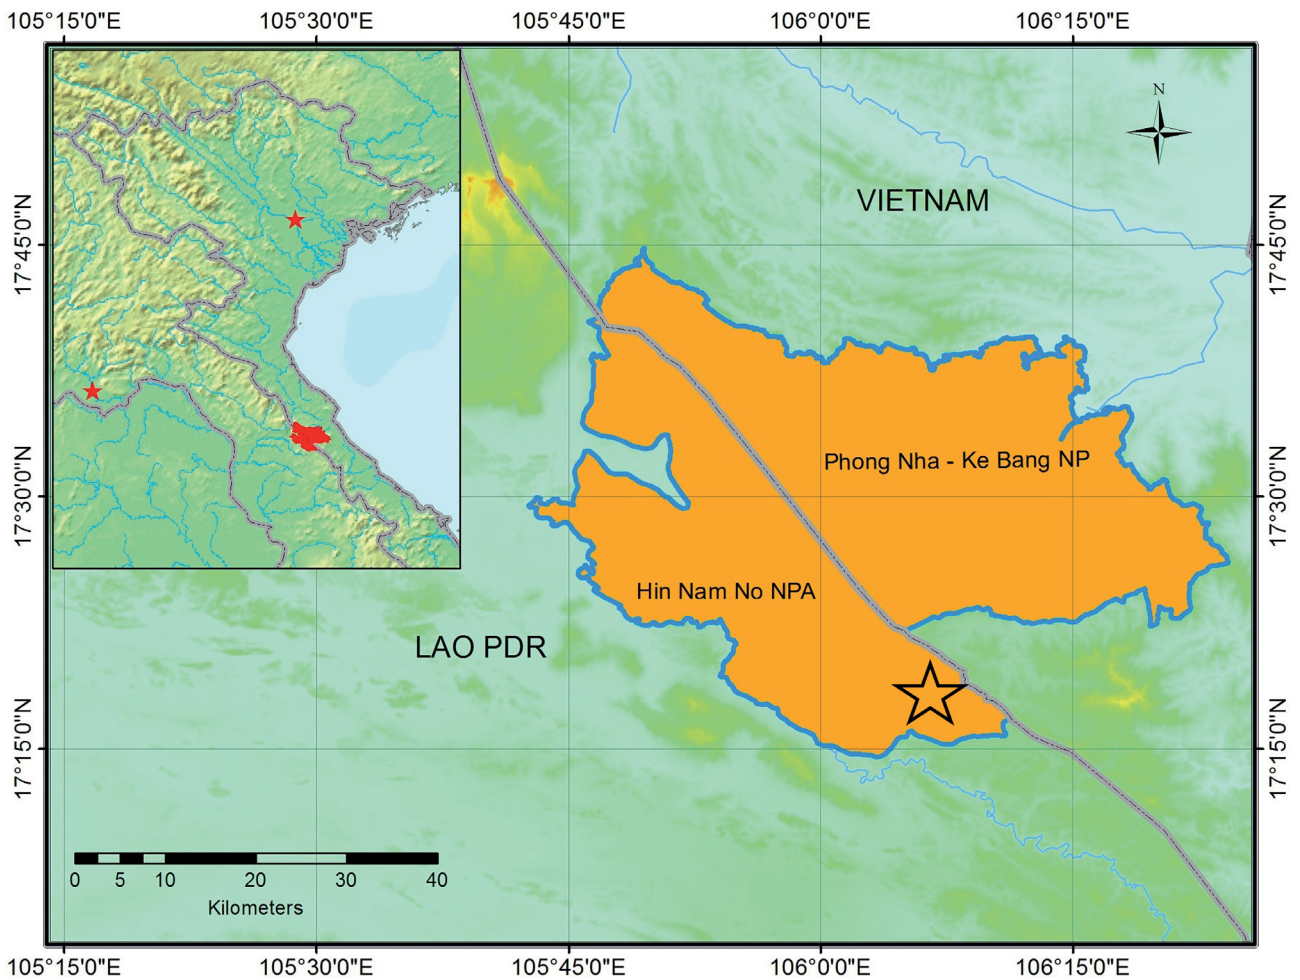 105°15'0"E 105°30'0"E 105°45'0"E 106°0'0"E 106°15'0"E
N
VIETNAM
17°45'0"N 17°45'0"N
Phong Nha - Ke Bang NP
17°30'0"N 17°30'0"N
Hin Nam No NPA
LAO PDR
17°15'0"N 17°15'0"N
0 5 10 20 30 40
Kilometers
105°15'0"E 105°30'0"E 105°45'0"E 106°0'0"E 106°15'0"E